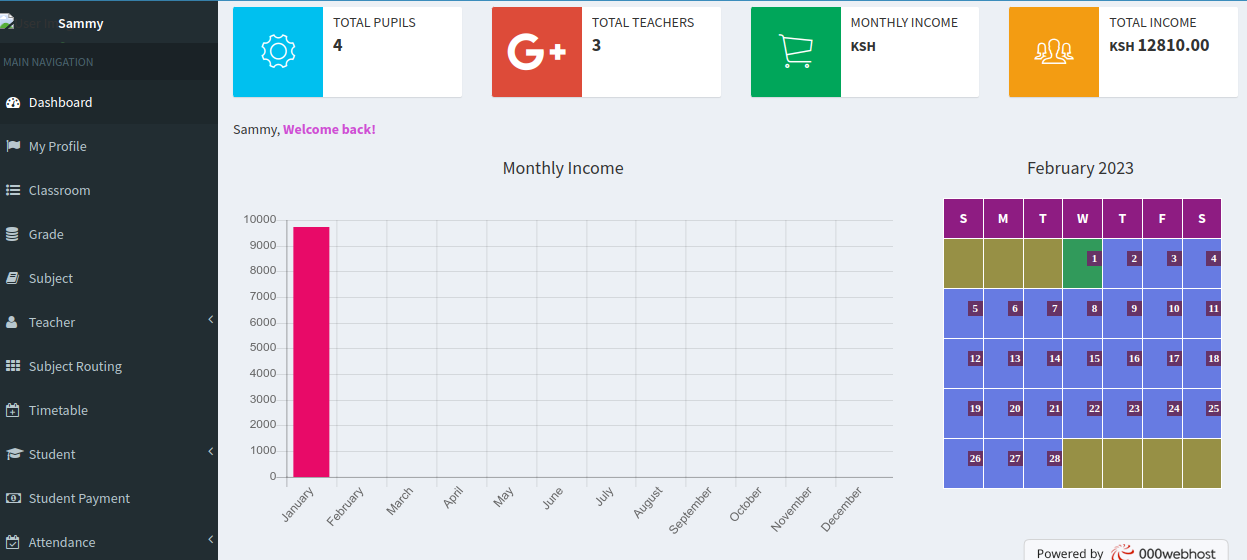 Sammy
MAIN NAVIGATION
Dashboard
My Profile
Classroom
Grade
Subject
Teacher
Subject Routing
Timetable
Student
Student Payment
Attendance
TOTAL PUPILS
4
G+
TOTAL TEACHERS
3
MONTHLY INCOME
KSH
TOTAL INCOME
KSH 12810.00
Sammy, Welcome back!
Monthly Income
10000
9000
8000
7000
6000
5000
4000
3000
2000
1000
0
January February March April May June July August September October November December
February 2023
S M T W T F S
1 2 3 4
5 6 7 8 9 10 11
12 13 14 15 16 17 18
19 20 21 22 23 24 25
26 27 28
Powered by 000webhost